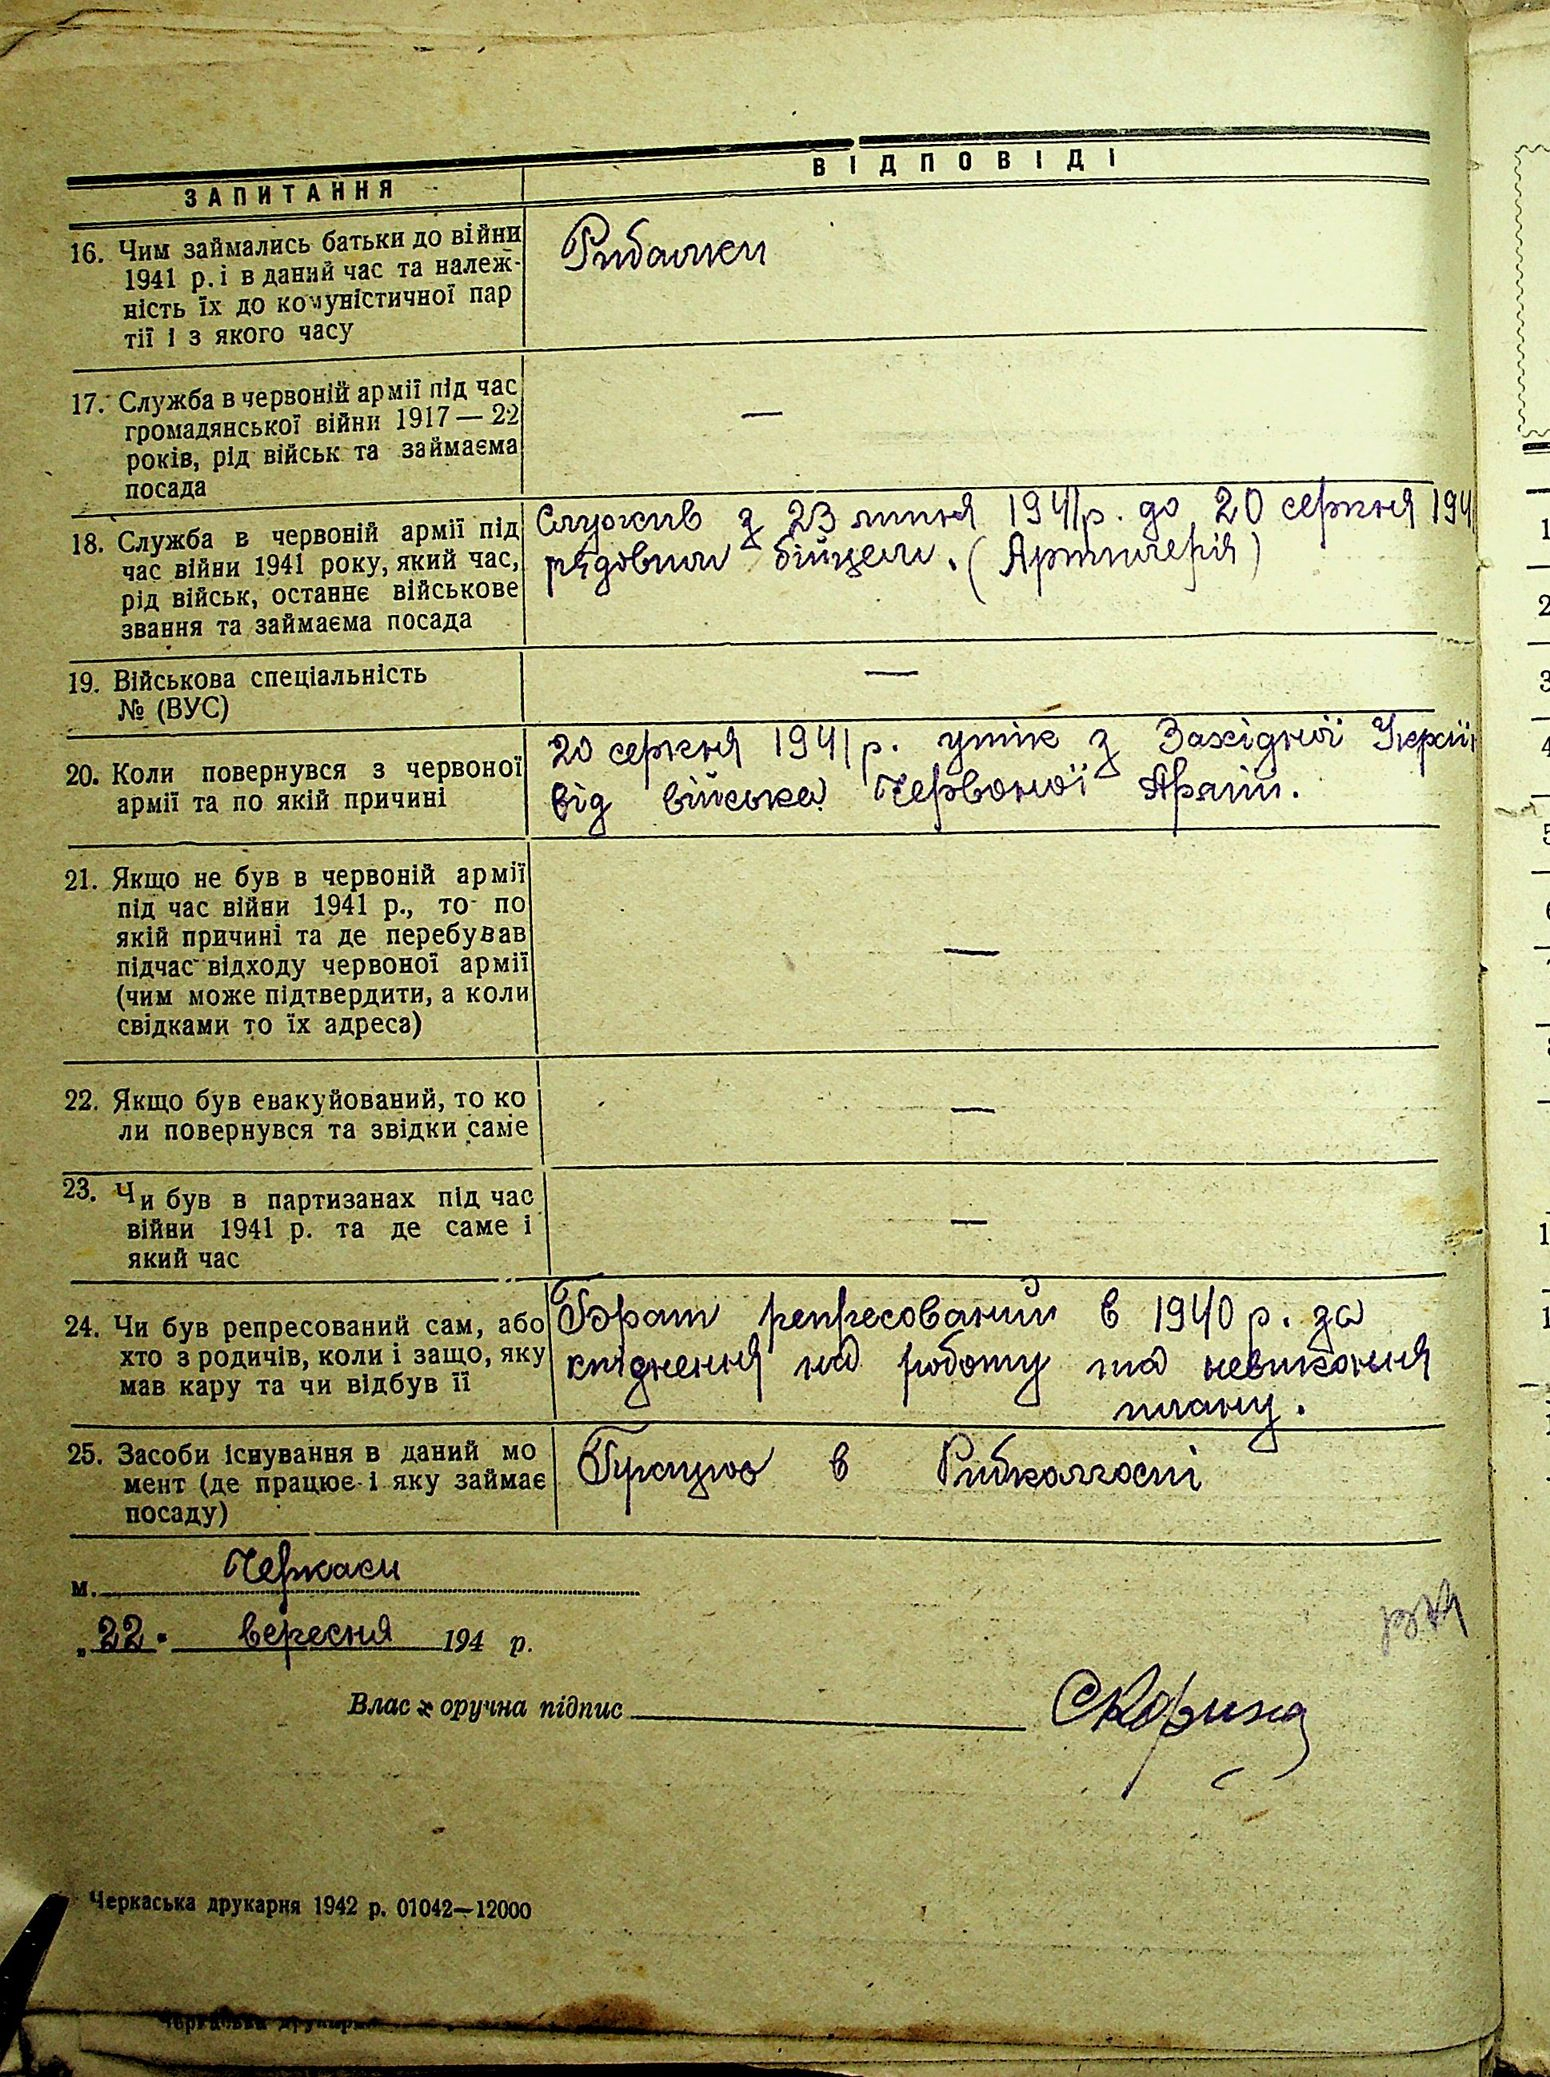 ЗАПИТАННЯ
ВІДПОВІДІ
16. Чим займались батьки до війни
1941 р. і в даний час та належ-
ність їх до комуністичної пар
тії і з якого часу
Рибалки
17. Служба в червоній армії під час
громадянської війни 1917 — 22
років, рід військ та займаєма
посада
—
18. Служба в червоній армії під
час війни 1941 року, який час,
рід військ, останнє військове
звання та займаєма посада
Служив з 23 липня 1941р. до 20 серпня 194
рядовим бійцем. (Артилерія)
19. Військова спеціальність
№ (ВУС)
—
20. Коли повернувся з червоної
армії та по якій причині
20 серпня 1941 р. утік з Західної Украї
від війська Червоної Армії.
21. Якщо не був в червоній армії
під час війни 1941 р., то по
якій причині та де перебував
підчас відходу червоної армії
(чим може підтвердити, а коли
свідками то їх адреса)
—
22. Якщо був евакуйований, то ко
ли повернувся та звідки саме
—
23. Чи був в партизанах під час
війни 1941 р. та де саме і
який час
—
24. Чи був репресований сам, або
хто з родичів, коли і защо, яку
мав кару та чи відбув її
Брат репресований в 1940 р. за
спізнення на роботу та невиконня
плану.
25. Засоби існування в даний мо
мент (де працює і яку займає
посаду)
Працюю в Рибколгоспі
м. Черкаси
„22" вересня 194 р.
Власноручна підпис
Скорина
Черкаська друкарня 1942 р. 01042—12000
Черкаська друкарня